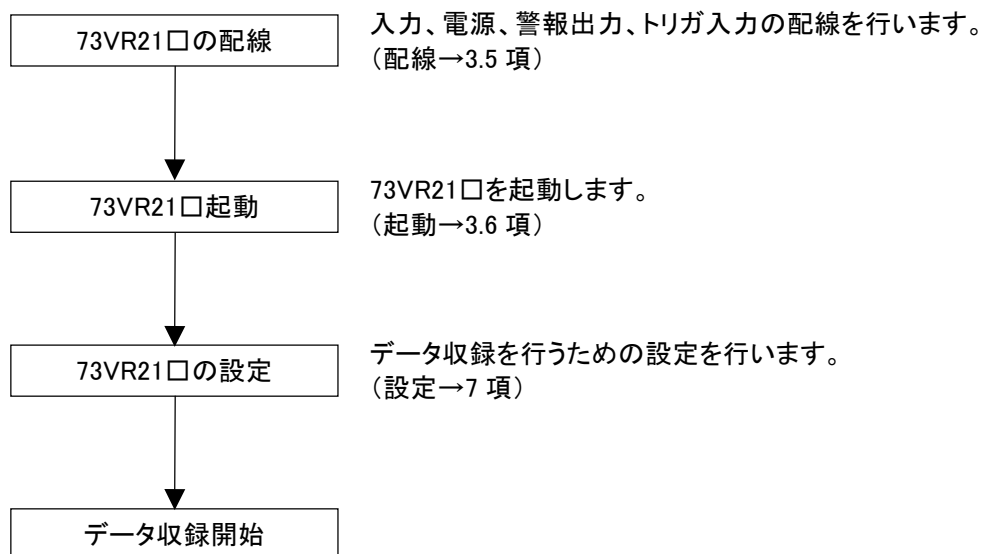 73VR21□の配線
入力、電源、警報出力、トリガ入力の配線を行います。
（配線→3.5 項）
73VR21□起動
73VR21□を起動します。
（起動→3.6 項）
73VR21□の設定
データ収録を行うための設定を行います。
（設定→7 項）
データ収録開始